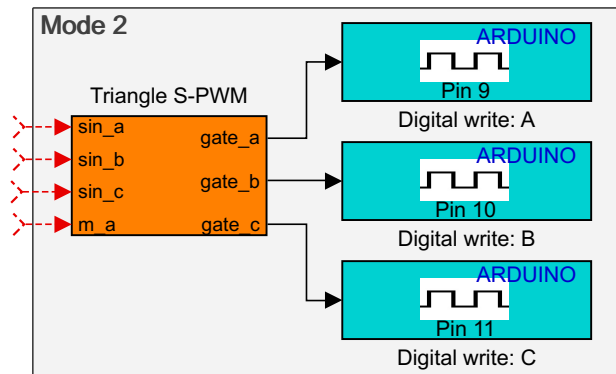 Mode 2
Triangle S-PWM
sin_a
sin_b
sin_c
m_a
gate_a
gate_b
gate_c
ARDUINO
Pin 9
Digital write: A
ARDUINO
Pin 10
Digital write: B
ARDUINO
Pin 11
Digital write: C